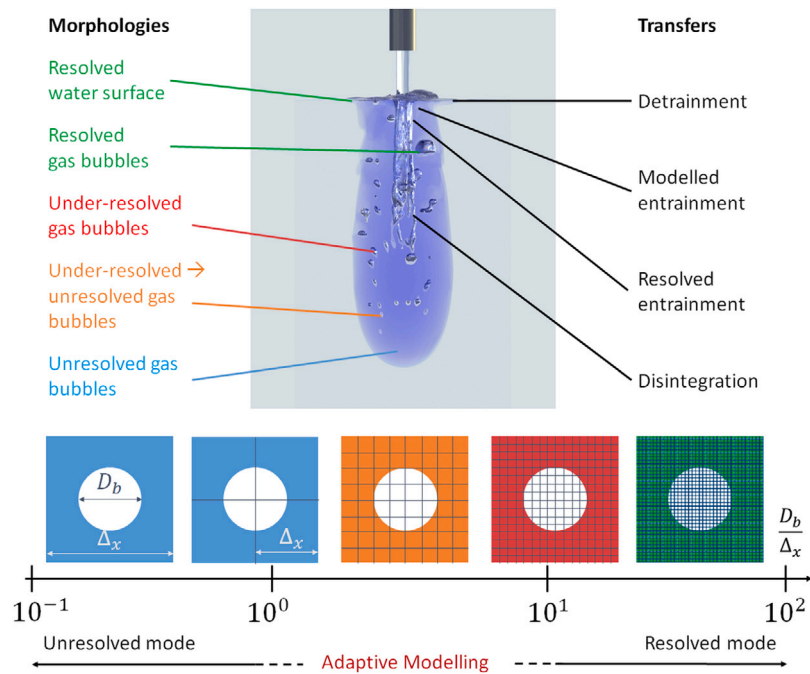 Morphologies
Transfers
Resolved
water surface
Resolved
gas bubbles
Under-resolved
gas bubbles
Under-resolved →
unresolved gas
bubbles
Unresolved gas
bubbles
Detrainment
Modelled
entrainment
Resolved
entrainment
Disintegration
D_b
Δ_x
Δ_x
D_b
Δ_x
10^{-1}
10^0
10^1
10^2
Unresolved mode
Resolved mode
Adaptive Modelling